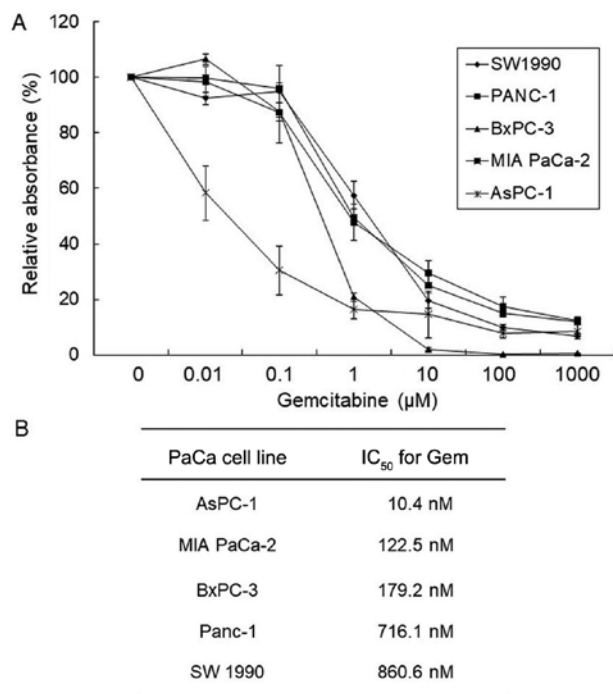 A
Relative absorbance (%)
120
100
80
60
40
20
0
SW1990
PANC-1
BxPC-3
MIA PaCa-2
AsPC-1
0 0.01 0.1 1 10 100 1000
Gemcitabine (μM)
B
PaCa cell line IC₅₀ for Gem
AsPC-1 10.4 nM
MIA PaCa-2 122.5 nM
BxPC-3 179.2 nM
Panc-1 716.1 nM
SW 1990 860.6 nM